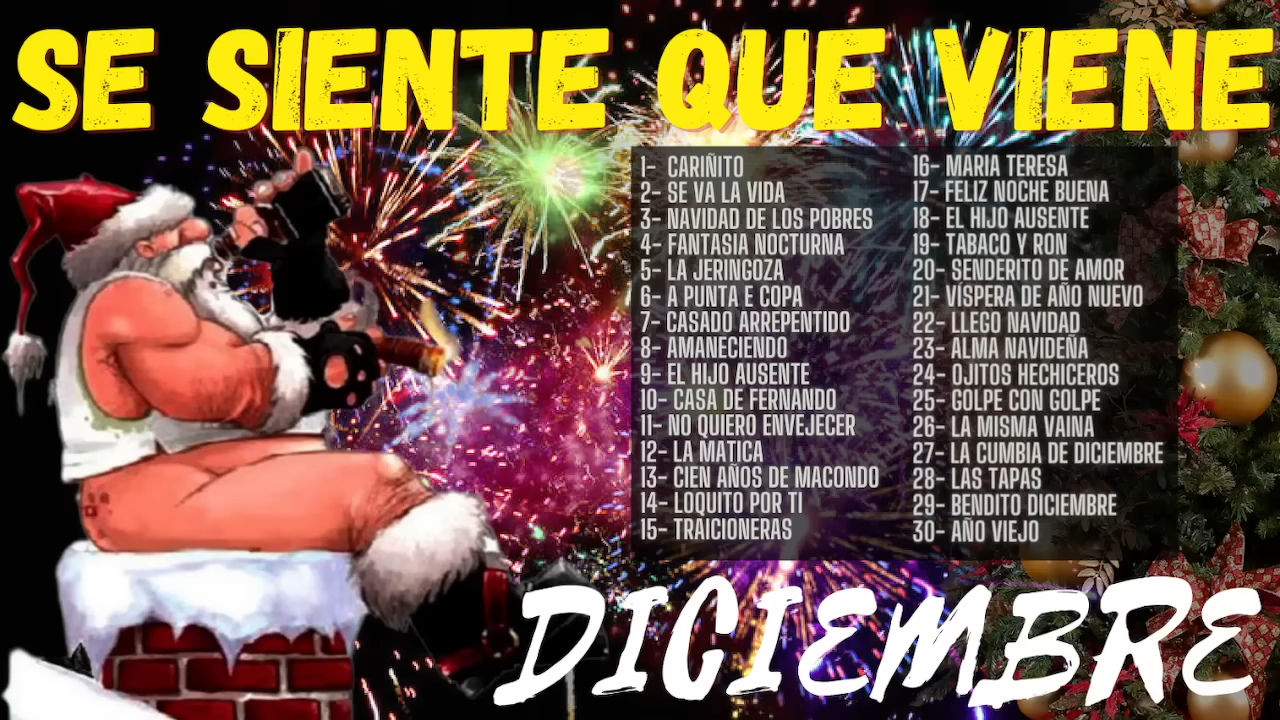 SE SIENTE QUE VIENE
1- CARIÑITO
2- SE VA LA VIDA
3- NAVIDAD DE LOS POBRES
4- FANTASIA NOCTURNA
5- LA JERINGOZA
6- A PUNTA E COPA
7- CASADO ARREPENTIDO
8- AMANECIENDO
9- EL HIJO AUSENTE
10- CASA DE FERNANDO
11- NO QUIERO ENVEJECER
12- LA MATICA
13- CIEN AÑOS DE MACONDO
14- LOQUITO POR TI
15- TRAICIONERAS
16- MARIA TERESA
17- FELIZ NOCHE BUENA
18- EL HIJO AUSENTE
19- TABACO Y RON
20- SENDERITO DE AMOR
21- VÍSPERA DE AÑO NUEVO
22- LLEGO NAVIDAD
23- ALMA NAVIDEÑA
24- OJITOS HECHICEROS
25- GOLPE CON GOLPE
26- LA MISMA VAINA
27- LA CUMBIA DE DICIEMBRE
28- LAS TAPAS
29- BENDITO DICIEMBRE
30- AÑO VIEJO
DICIEMBRE